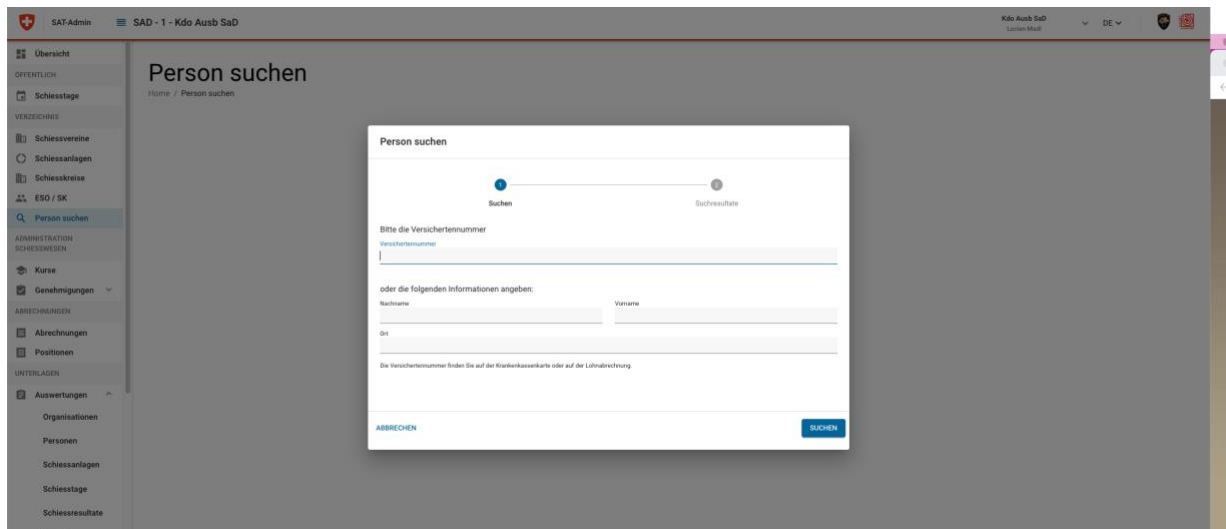 SAT-Admin
SAD - 1 - Kdo Ausb SaD
Kdo Ausb SaD
DE
Übersicht
ÖFFENTLICH
Schiesstage
VERZEICHNIS
Schiessvereine
Schiessanlagen
Schiesskreise
ESO / SK
Person suchen
ADMINISTRATION
SCHIESSWESEN
Kurse
Genehmigungen
ABRECHNUNGEN
Abrechnungen
Positionen
UNTERLAGEN
Auswertungen
Organisationen
Personen
Schiessanlagen
Schiesstage
Schiessresultate
Person suchen
Home / Person suchen
Person suchen
1
2
Suchen
Suchresultate
Bitte die Versichertennummer
Versichertennummer
oder die folgenden Informationen angeben:
Nachname
Vorname
Ort
Die Versichertennummer finden Sie auf der Krankenkassenkarte oder auf der Lohnabrechnung.
ABBRECHEN
SUCHEN